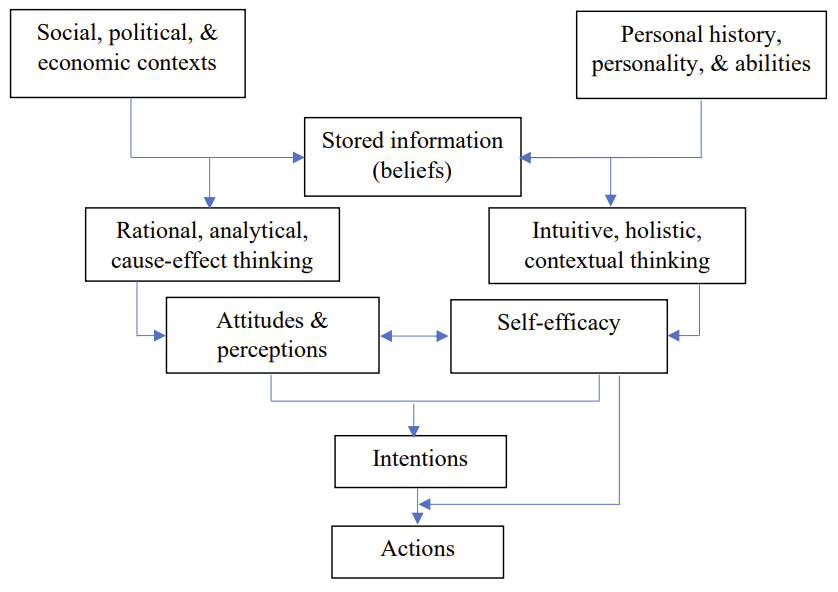 Social, political, &
economic contexts
Personal history,
personality, & abilities
Stored information
(beliefs)
Rational, analytical,
cause-effect thinking
Intuitive, holistic,
contextual thinking
Attitudes &
perceptions
Self-efficacy
Intentions
Actions